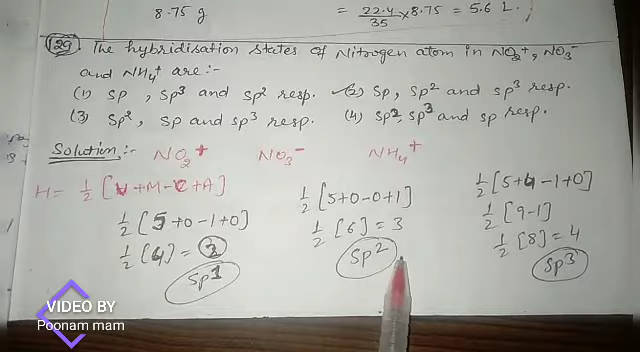 8.75 g = 22.4/35 × 8.75 = 5.6 L.
129. The hybridisation states of Nitrogen atom in NO2+, NO3-
and NH4+ are :-
(1) SP, SP3 and SP2 resp. (2) SP, SP2 and SP3 resp.
(3) SP2, SP and SP3 resp. (4) SP2, SP3 and SP resp.
Solution :- NO2+ NO3- NH4+
H = 1/2 [V+M-C+A]
1/2 [5+0-1+0] 1/2 [5+0-0+1] 1/2 [5+4-1+0]
1/2 [4] = 2 1/2 [6] = 3 1/2 [9-1]
SP1 SP2 1/2 [8] = 4
SP3
VIDEO BY
Poonam mam